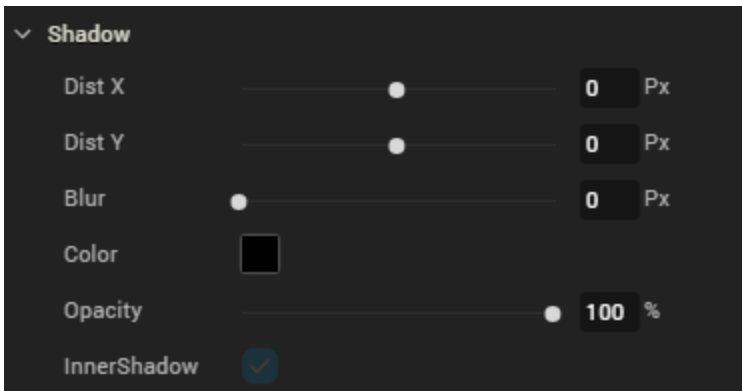 Shadow
Dist X 0 Px
Dist Y 0 Px
Blur 0 Px
Color
Opacity 100 %
InnerShadow